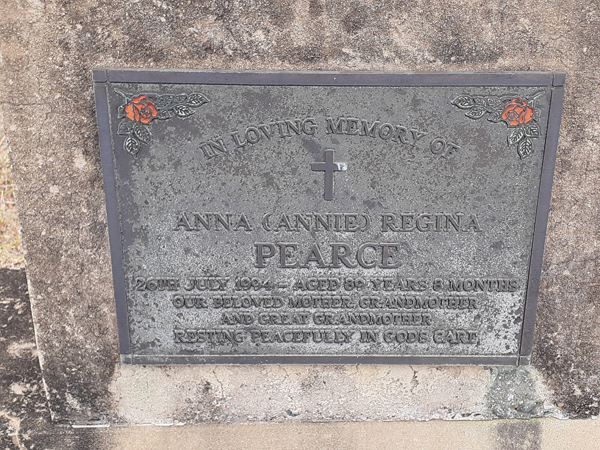 IN LOVING MEMORY OF
ANNA (ANNIE) REGINA
PEARCE
26TH JULY 1994 - AGED 89 YEARS 8 MONTHS
OUR BELOVED MOTHER, GRANDMOTHER
AND GREAT GRANDMOTHER
RESTING PEACEFULLY IN GODS CARE